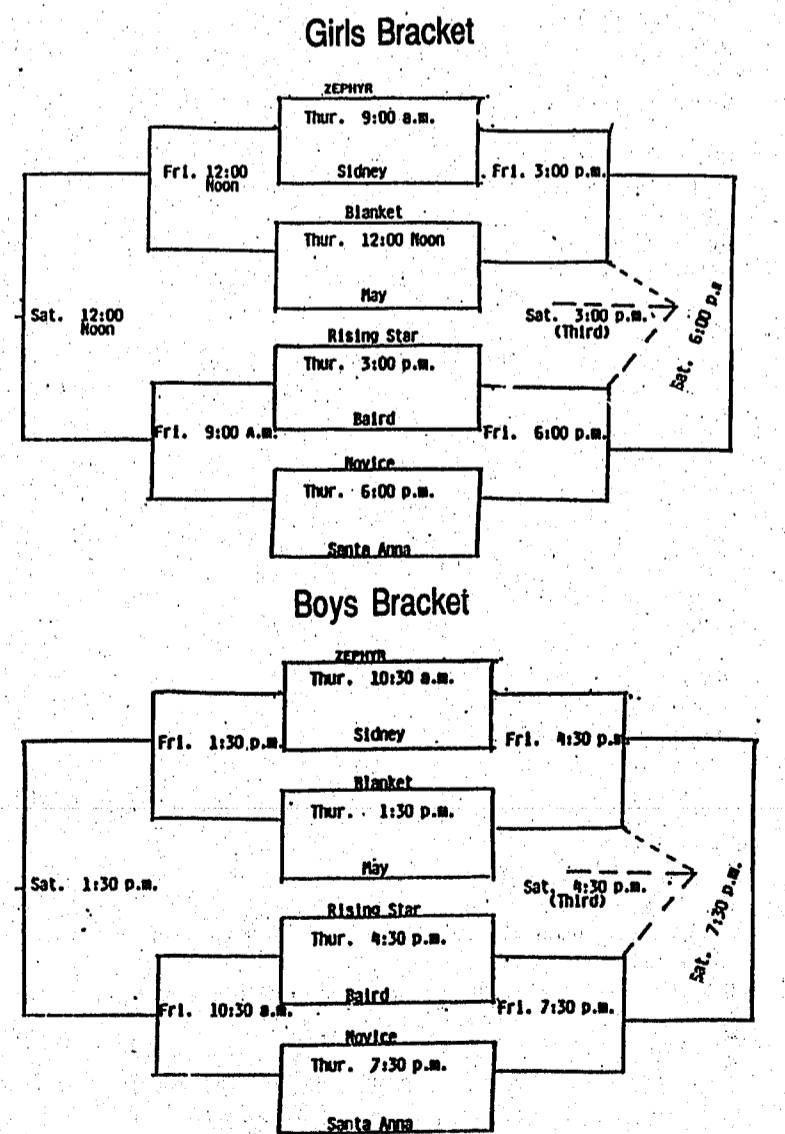 Girls Bracket
ZEPHYR
Thur. 9:00 a.m.
Fri. 12:00
Noon
Sidney
Fri. 3:00 p.m.
Blanket
Thur. 12:00 Noon
May
Sat. 12:00
Noon
Sat. 3:00 p.m.
(Third)
Sat. 6:00 p.m
Rising Star
Thur. 3:00 p.m.
Baird
Fri. 9:00 A.m.
Fri. 6:00 p.m.
Novice
Thur. 6:00 p.m.
Santa Anna
Boys Bracket
ZEPHYR
Thur. 10:30 a.m.
Sidney
Fri. 1:30 p.m.
Fri. 4:30 p.m
Blanket
Thur. 1:30 p.m.
May
Sat. 1:30 p.m.
Sat. 4:30 p.m.
(Third)
Sat. 7:30 p.m.
Rising Star
Thur. 4:30 p.m.
Baird
Fri. 10:30 a.m.
Fri. 7:30 p.m.
Novice
Thur. 7:30 p.m.
Santa Anna